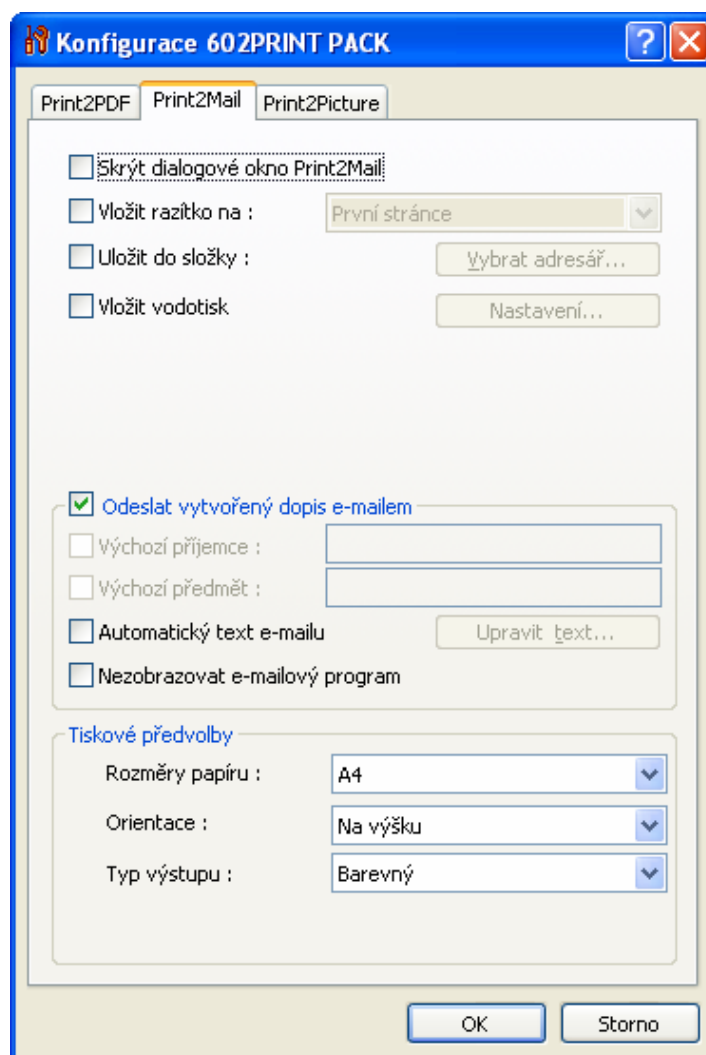 Konfigurace 602PRINT PACK
Print2PDF Print2Mail Print2Picture
Skrýt dialogové okno Print2Mail
Vložit razítko na : První stránce
Uložit do složky : Vybrat adresář...
Vložit vodotisk Nastavení...
Odeslat vytvořený dopis e-mailem
Výchozí příjemce :
Výchozí předmět :
Automatický text e-mailu Upravit text...
Nezobrazovat e-mailový program
Tiskové předvolby
Rozměry papíru : A4
Orientace : Na výšku
Typ výstupu : Barevný
OK Storno